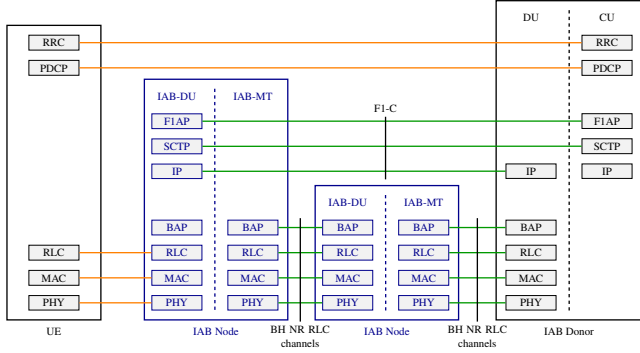 DU CU
RRC RRC
PDCP PDCP
IAB-DU IAB-MT
F1-C
F1AP F1AP
SCTP SCTP
IP IP IP
IAB-DU IAB-MT
BAP BAP BAP BAP BAP
RLC RLC RLC RLC RLC RLC
MAC MAC MAC MAC MAC MAC
PHY PHY PHY PHY PHY PHY
UE IAB Node BH NR RLC IAB Node BH NR RLC IAB Donor
channels channels